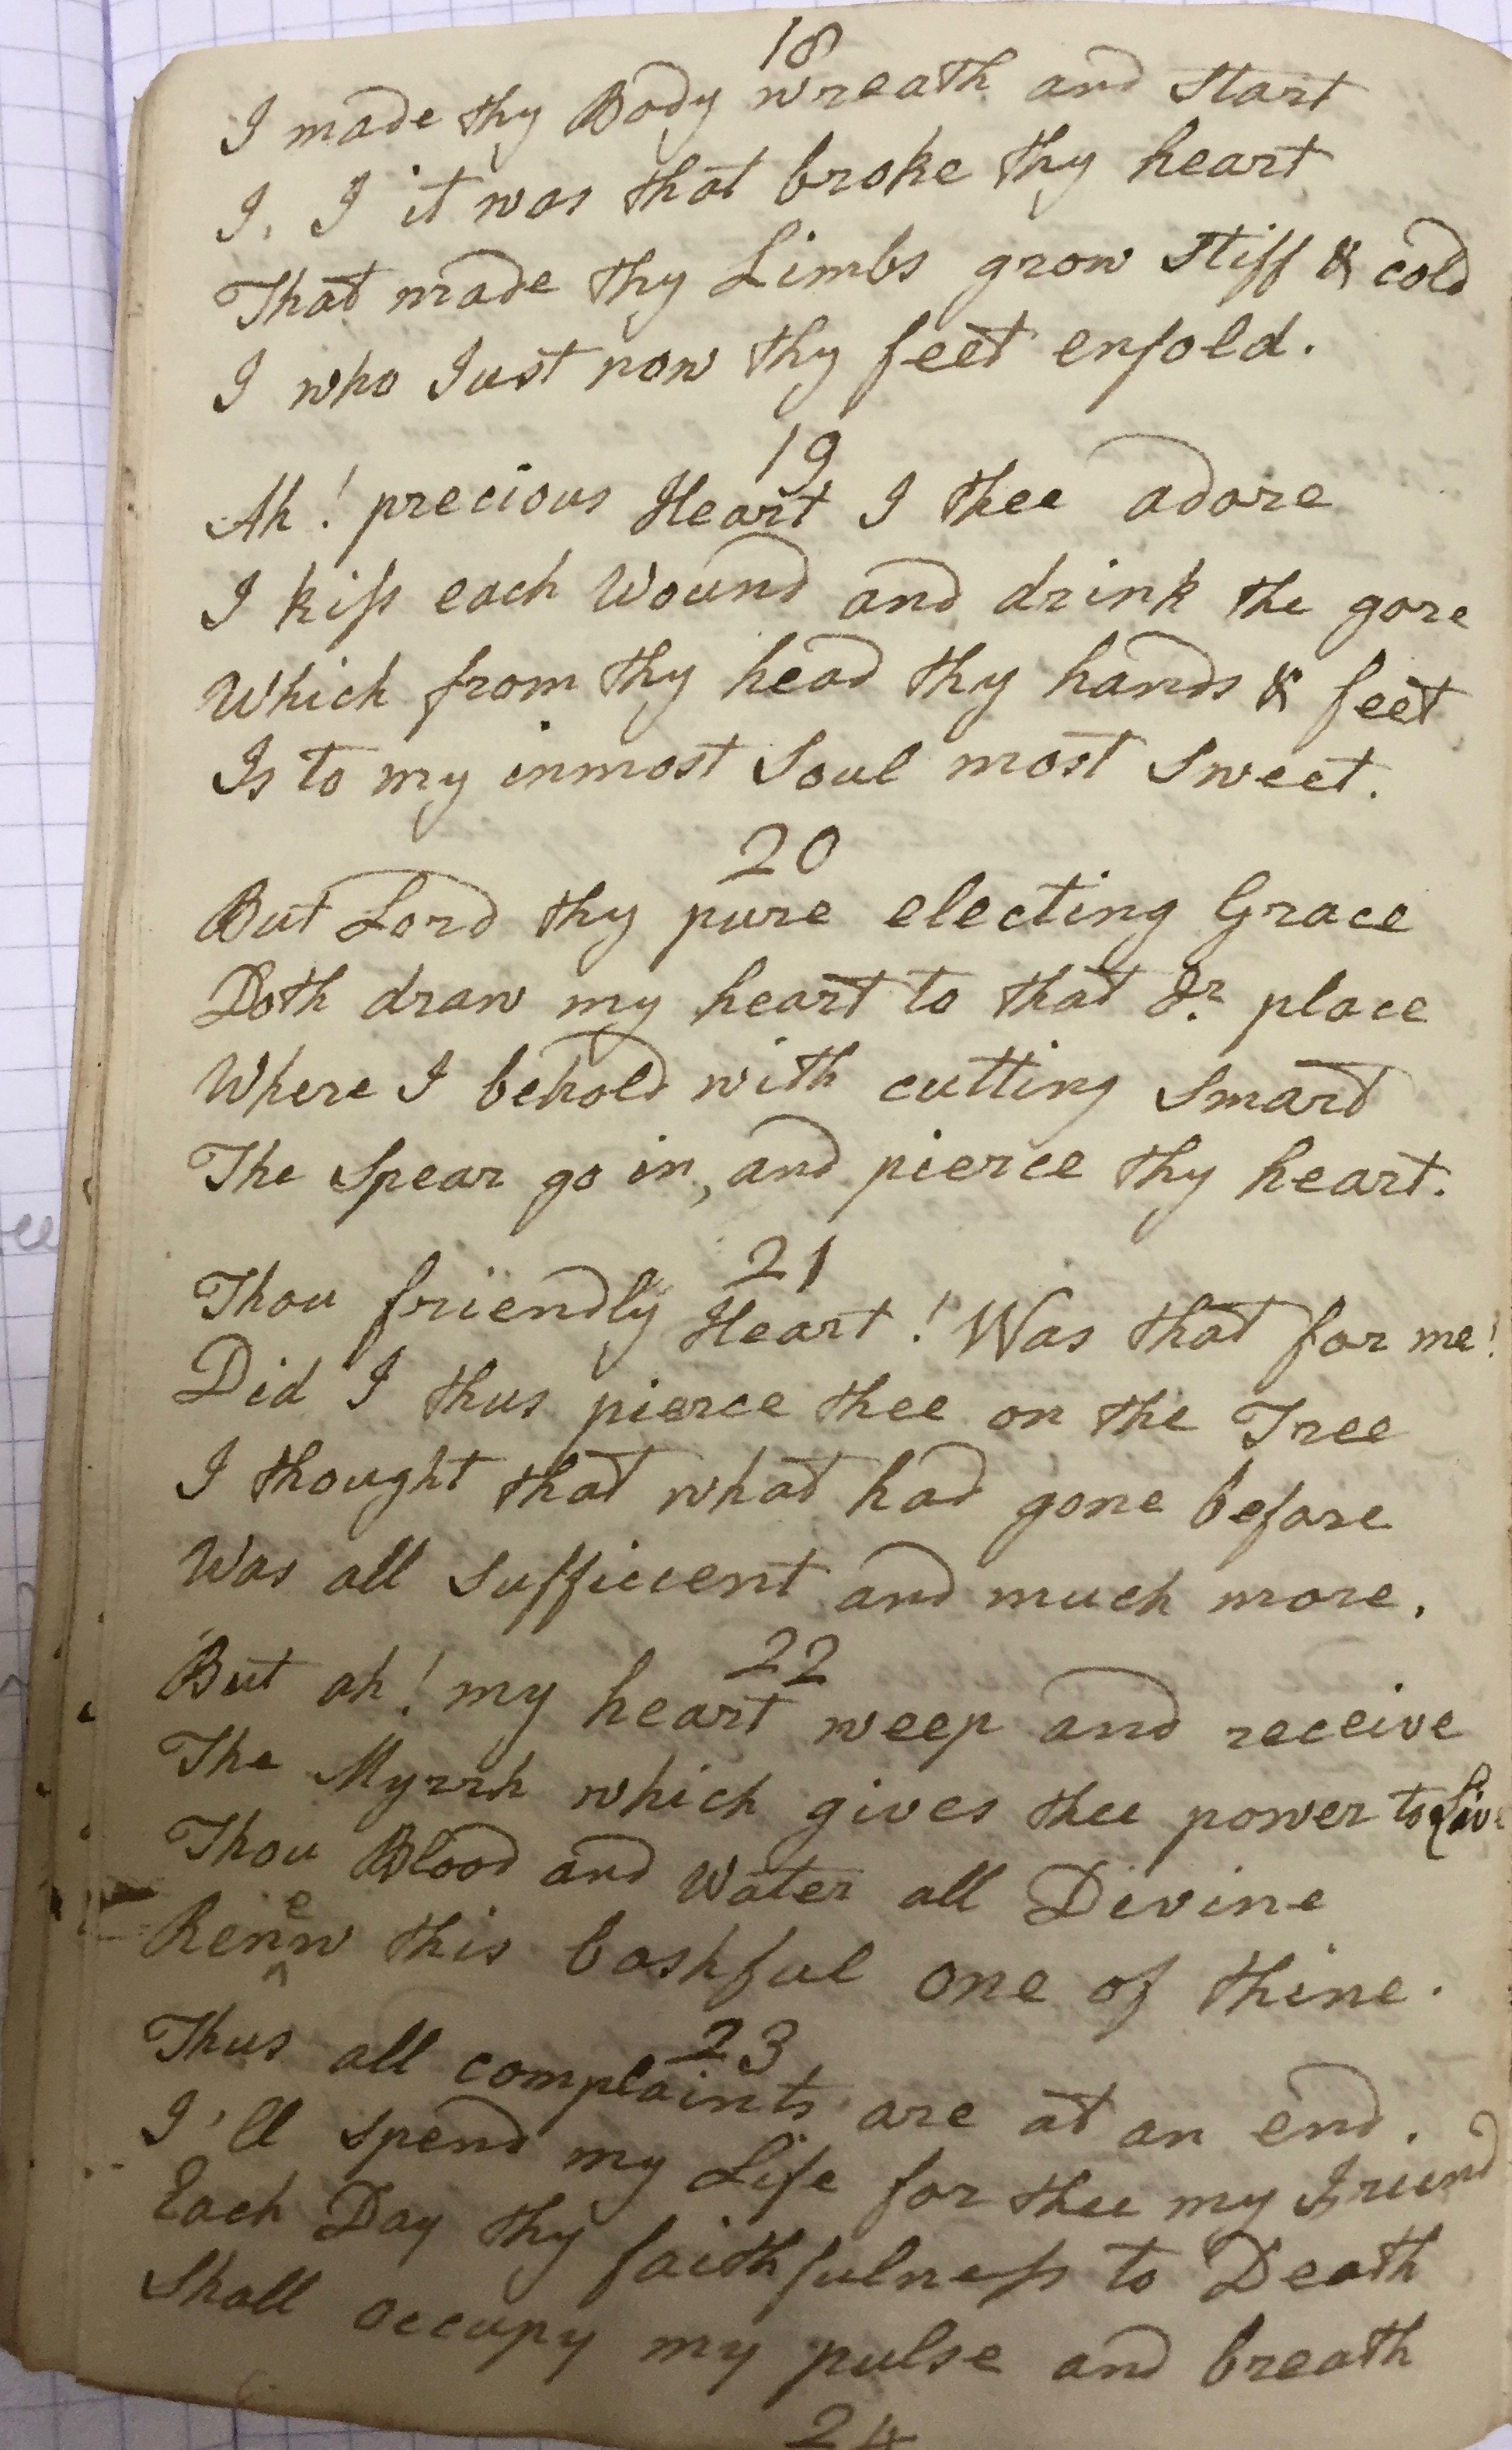 18
I made thy Body wreath and start
I, I it was that broke thy heart
That made thy Limbs grow stiff & cold
I who Just now thy feet enfold.
19
Ah! precious Heart I thee adore
I kiſs each Wound and drink the gore
Which from thy head thy hands & feet
Is to my inmost Soul most Sweet.
20
But Lord thy pure electing Grace
Doth draw my heart to that Dr. place
Where I behold with cutting Smart
The Spear go in, and pierce thy heart.
21
Thou friendly Heart! Was that for me!
Did I thus pierce thee on the Tree
I thought that what had gone before
Was all Sufficient and much more.
22
But ah! my heart weep and receive
The Myrrh which gives thee power to Live
Thou Blood and Water all Divine
Renew this bashful one of thine.
23
Thus all complaints are at an end.
I'll spend my Life for thee my Friend
Each Day thy faithfulneſs to Death
Shall occupy my pulse and breath
24